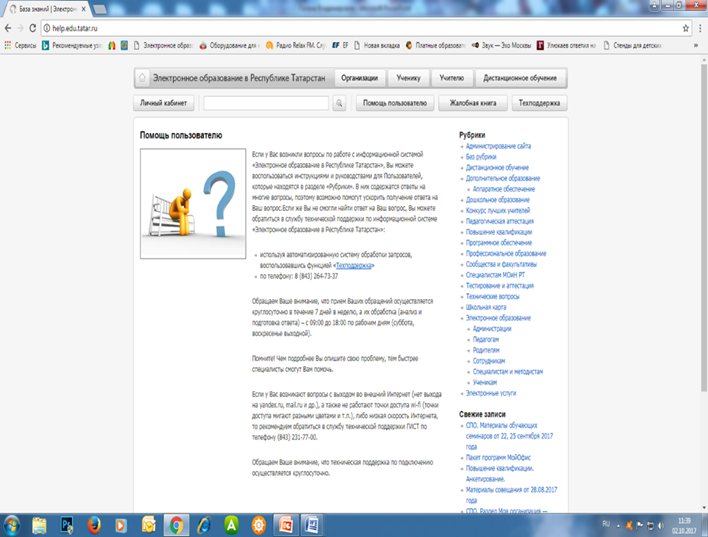 База знаний | Электрон
help.edu.tatar.ru
Сервисы
Рекомендуемые узл
Электронное образо
Оборудование для
Радио Relax FM. Слу
EF
Новая вкладка
Платные образоват
Звук — Эхо Москвы
Улюкаев ответил но
Стенды для детских
Электронное образование в Республике Татарстан
Организации
Ученику
Учителю
Дистанционное обучение
Личный кабинет
Помощь пользователю
Жалобная книга
Техподдержка
Помощь пользователю
Если у Вас возникли вопросы по работе с информационной системой
«Электронное образование в Республике Татарстан», Вы можете
воспользоваться инструкциями и руководствами для Пользователей,
которые находятся в разделе «Рубрики». В них содержатся ответы на
многие вопросы, поэтому возможно помогут ускорить получение ответа на
Ваш вопрос.Если же Вы не смогли найти ответ на Ваш вопрос, Вы можете
обратиться в службу технической поддержки по информационной системе
«Электронное образование в Республике Татарстан»:
используя автоматизированную систему обработки запросов,
воспользовавшись функцией «Техподдержка»
по телефону: 8 (843) 264-73-37
Обращаем Ваше внимание, что прием Ваших обращений осуществляется
круглосуточно в течение 7 дней в неделю, а их обработка (анализ и
подготовка ответа) – с 09:00 до 18:00 по рабочим дням (суббота,
воскресенье выходной).
Помните! Чем подробнее Вы опишите свою проблему, тем быстрее
специалисты смогут Вам помочь.
Если у Вас возникают вопросы с выходом во внешний Интернет (нет выхода
на yandex.ru, mail.ru и др.), а также не работают точки доступа wi-fi (точки
доступа мигают разными цветами и т.п.), либо низкая скорость Интернета,
то рекомендуем обратиться в службу технической поддержки ГИСТ по
телефону (843) 231-77-00.
Обращаем Ваше внимание, что техническая поддержка по подключению
осуществляется круглосуточно.
Рубрики
Администрирование сайта
Без рубрики
Дистанционное обучение
Дополнительное образование
Аппаратное обеспечение
Дошкольное образование
Конкурс лучших учителей
Педагогическая аттестация
Повышение квалификации
Программное обеспечение
Профессиональное образование
Сообщества и факультативы
Специалистам МОиН РТ
Тестирование и аттестация
Технические вопросы
Школьная карта
Электронное образование
Администрации
Педагогам
Родителям
Сотрудникам
Специалистам и методистам
Ученикам
Электронные услуги
Свежие записи
СПО. Материалы обучающих
семинаров от 22, 25 сентября 2017
года
Пакет программ МойОфис
Повышение квалификации.
Анкетирование.
Материалы совещания от 28.08.2017
года
СПО. Раздел Моя организация —
RU
11:39
02.10.2017